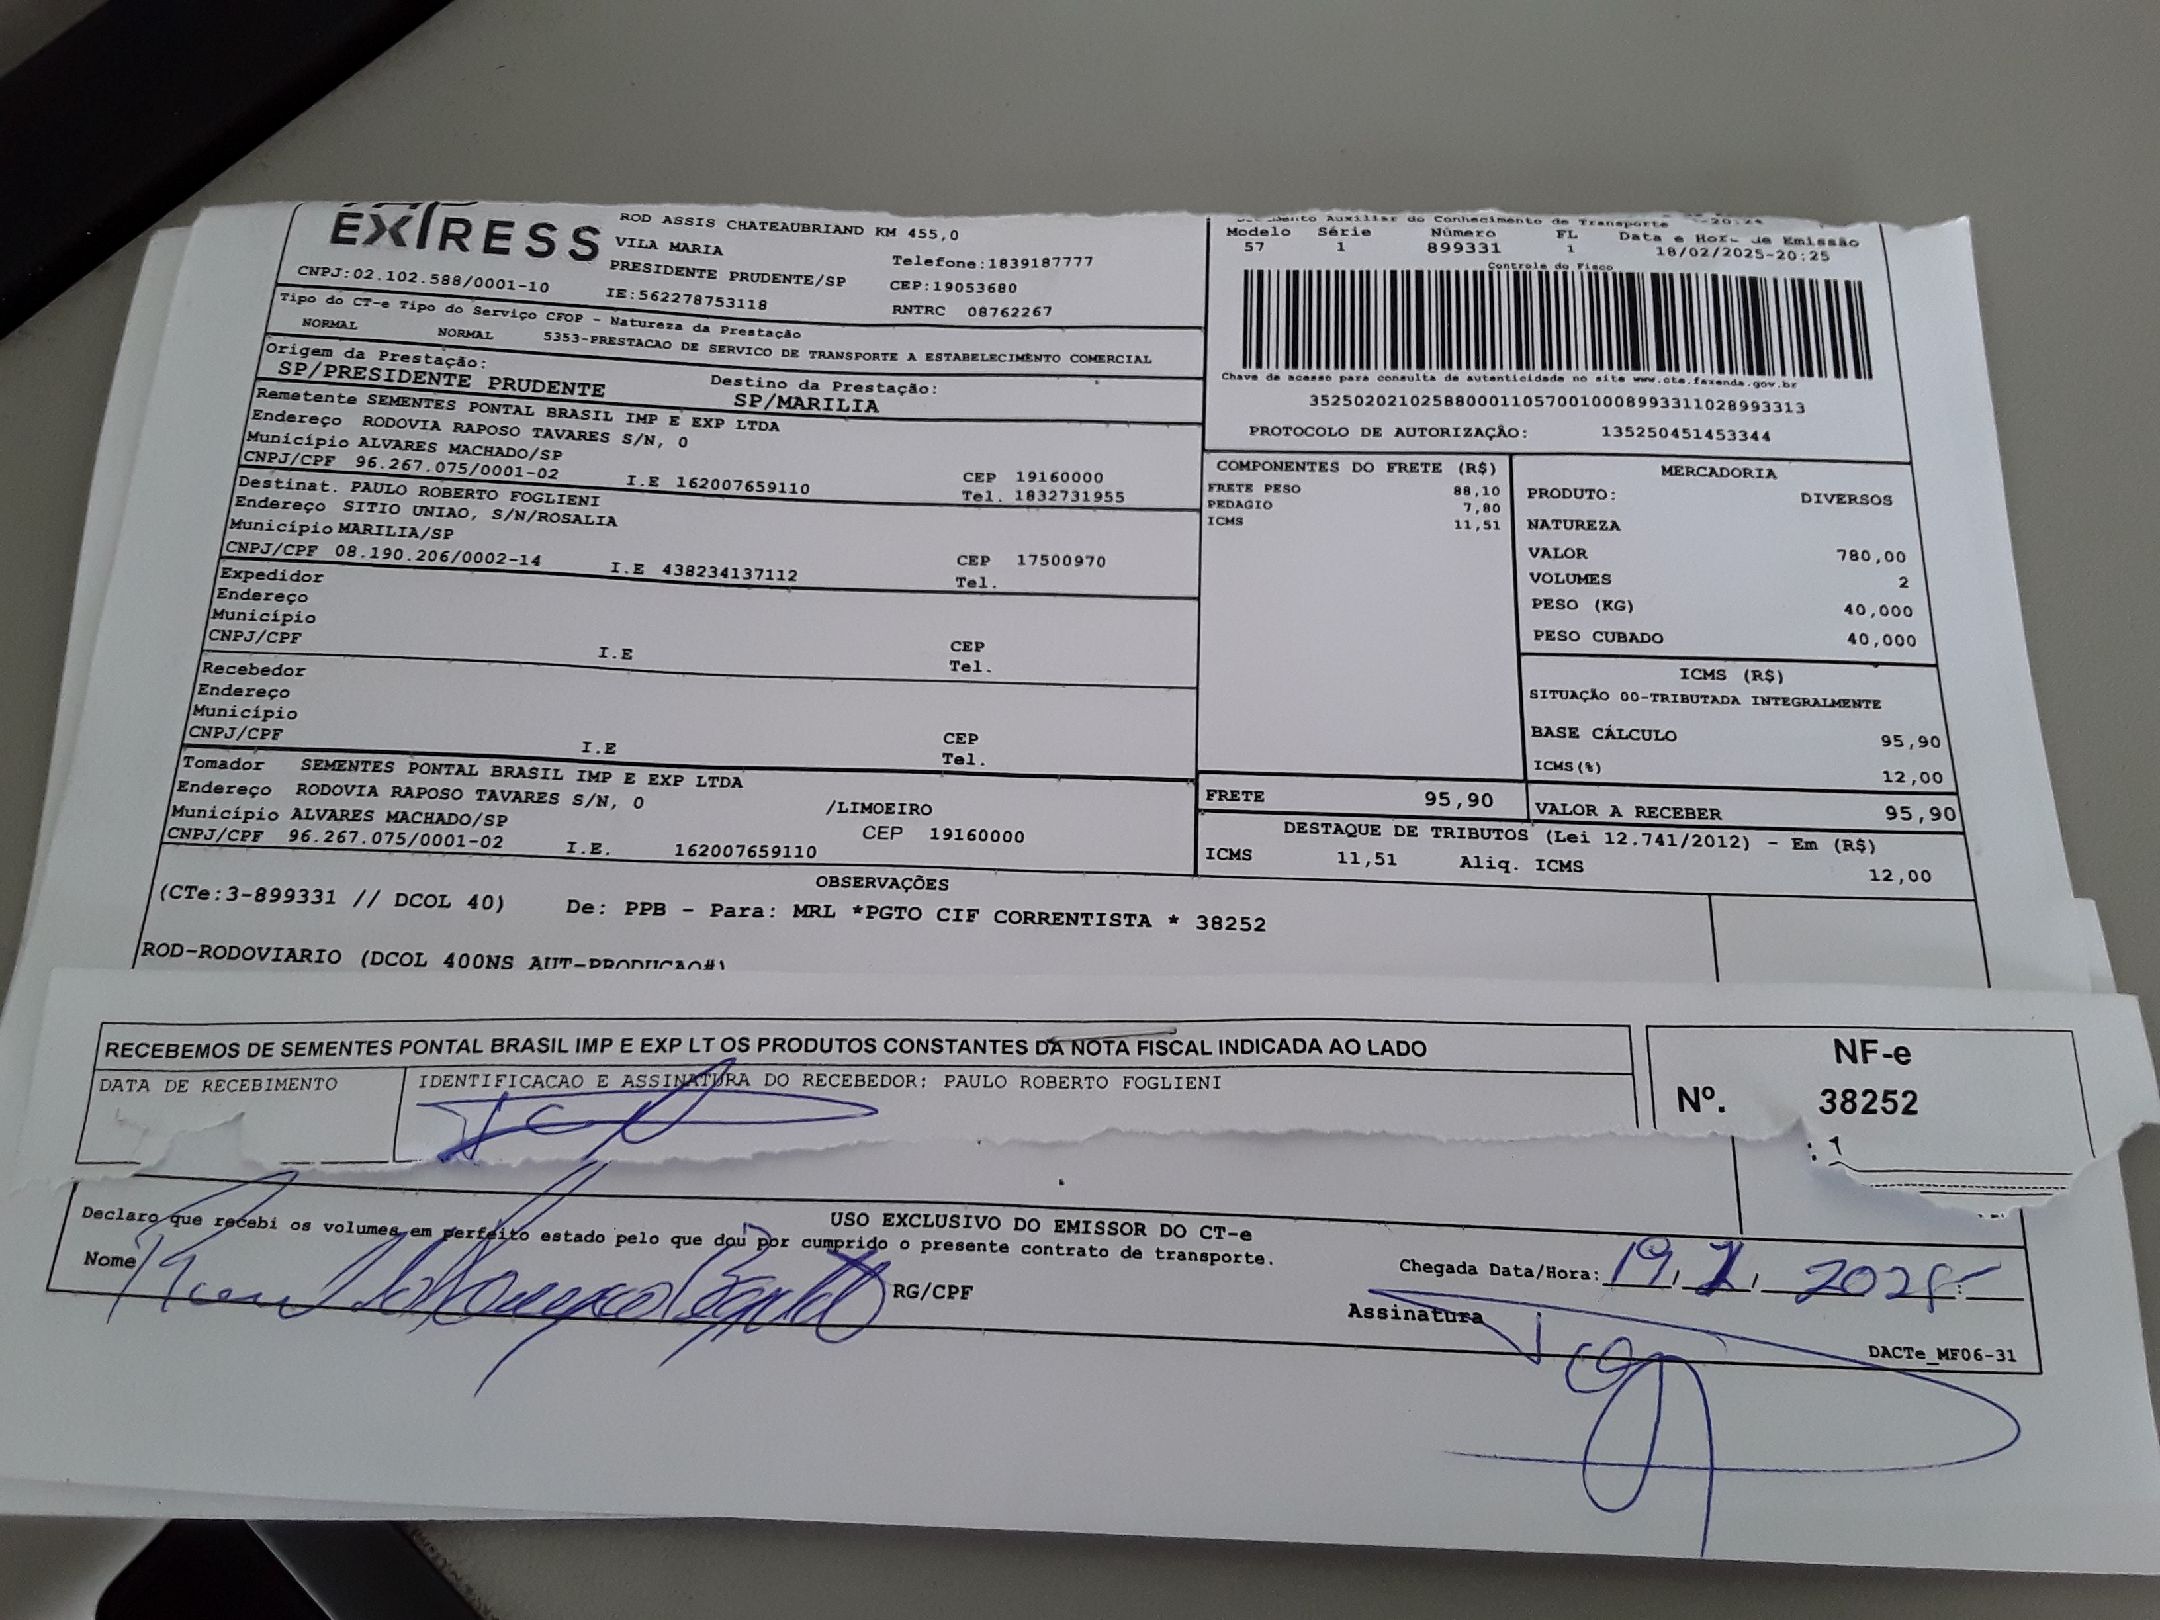 EXPRESS
ROD ASSIS CHATEAUBRIAND KM 455,0
VILA MARIA
PRESIDENTE PRUDENTE/SP
Telefone:1839187777
CEP:19053680
CNPJ:02.102.588/0001-10 IE:562278753118 RNTRC 08762267
Tipo do CT-e Tipo do Serviço CFOP - Natureza da Prestação
NORMAL NORMAL 5353-PRESTACAO DE SERVICO DE TRANSPORTE A ESTABELECIMENTO COMERCIAL
Origem da Prestação: Destino da Prestação:
SP/PRESIDENTE PRUDENTE SP/MARILIA
Remetente SEMENTES PONTAL BRASIL IMP E EXP LTDA
Endereço RODOVIA RAPOSO TAVARES S/N, 0
Município ALVARES MACHADO/SP CEP 19160000
CNPJ/CPF 96.267.075/0001-02 I.E 162007659110 Tel. 1832731955
Destinat. PAULO ROBERTO FOGLIENI
Endereço SITIO UNIAO, S/N/ROSALIA
Município MARILIA/SP CEP 17500970
CNPJ/CPF 08.190.206/0002-14 I.E 438234137112 Tel.
Expedidor
Endereço
Município CEP
CNPJ/CPF I.E Tel.
Recebedor
Endereço
Município CEP
CNPJ/CPF I.E Tel.
Tomador SEMENTES PONTAL BRASIL IMP E EXP LTDA
Endereço RODOVIA RAPOSO TAVARES S/N, 0 /LIMOEIRO
Município ALVARES MACHADO/SP CEP 19160000
CNPJ/CPF 96.267.075/0001-02 I.E. 162007659110
Auxiliar do Conhecimento de Transporte
Modelo Série Número FL Data e Hora de Emissão
57 1 899331 1 18/02/2025-20:25
Controle do Fisco
Chave de acesso para consulta de autenticidade no site www.cte.fazenda.gov.br
35250202102588000110570010008993311028993313
PROTOCOLO DE AUTORIZAÇÃO: 135250451453344
COMPONENTES DO FRETE (R$)
FRETE PESO 88,10
PEDAGIO 7,80
ICMS 11,51
MERCADORIA
PRODUTO: DIVERSOS
NATUREZA
VALOR 780,00
VOLUMES 2
PESO (KG) 40,000
PESO CUBADO 40,000
ICMS (R$)
SITUAÇÃO 00-TRIBUTADA INTEGRALMENTE
BASE CÁLCULO 95,90
ICMS(%) 12,00
FRETE 95,90 VALOR A RECEBER 95,90
DESTAQUE DE TRIBUTOS (Lei 12.741/2012) - Em (R$)
ICMS 11,51 Aliq. ICMS 12,00
OBSERVAÇÕES
(CTe:3-899331 // DCOL 40) De: PPB - Para: MRL *PGTO CIF CORRENTISTA * 38252
ROD-RODOVIARIO (DCOL 400NS AUT-PRODUCAO#)
RECEBEMOS DE SEMENTES PONTAL BRASIL IMP E EXP LT OS PRODUTOS CONSTANTES DA NOTA FISCAL INDICADA AO LADO
DATA DE RECEBIMENTO IDENTIFICACAO E ASSINATURA DO RECEBEDOR: PAULO ROBERTO FOGLIENI
NF-e
Nº. 38252
USO EXCLUSIVO DO EMISSOR DO CT-e
Declaro que recebi os volumes em perfeito estado pelo que dou por cumprido o presente contrato de transporte.
Nome RG/CPF
Chegada Data/Hora: 19, 2, 2025
Assinatura
DACTe_MF06-31